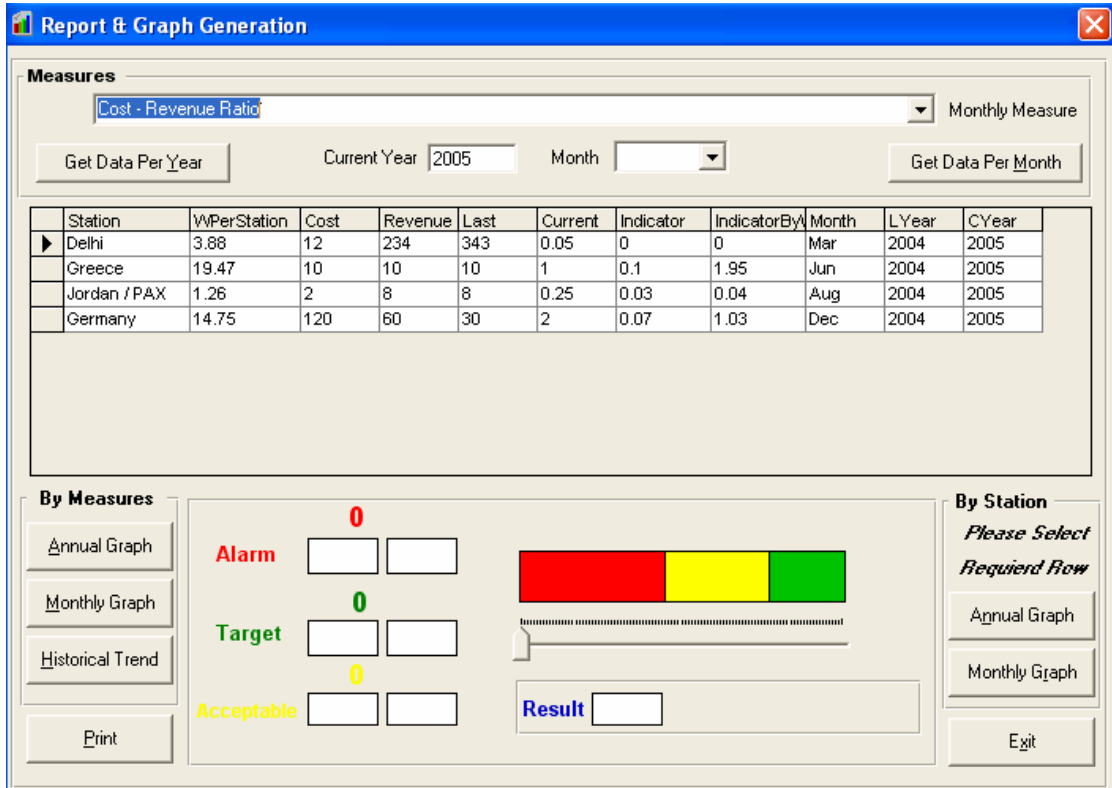 Report & Graph Generation
Measures
Cost - Revenue Ratio
Monthly Measure
Get Data Per Year
Current Year 2005
Month
Get Data Per Month
Station WPerStation Cost Revenue Last Current Indicator IndicatorByW Month LYear CYear
Delhi 3.88 12 234 343 0.05 0 0 Mar 2004 2005
Greece 19.47 10 10 10 1 0.1 1.95 Jun 2004 2005
Jordan / PAX 1.26 2 8 8 0.25 0.03 0.04 Aug 2004 2005
Germany 14.75 120 60 30 2 0.07 1.03 Dec 2004 2005
By Measures
Annual Graph
Monthly Graph
Historical Trend
Print
0
Alarm
0
Target
0
Acceptable
Result
By Station
Please Select
Requierd Row
Annual Graph
Monthly Graph
Exit